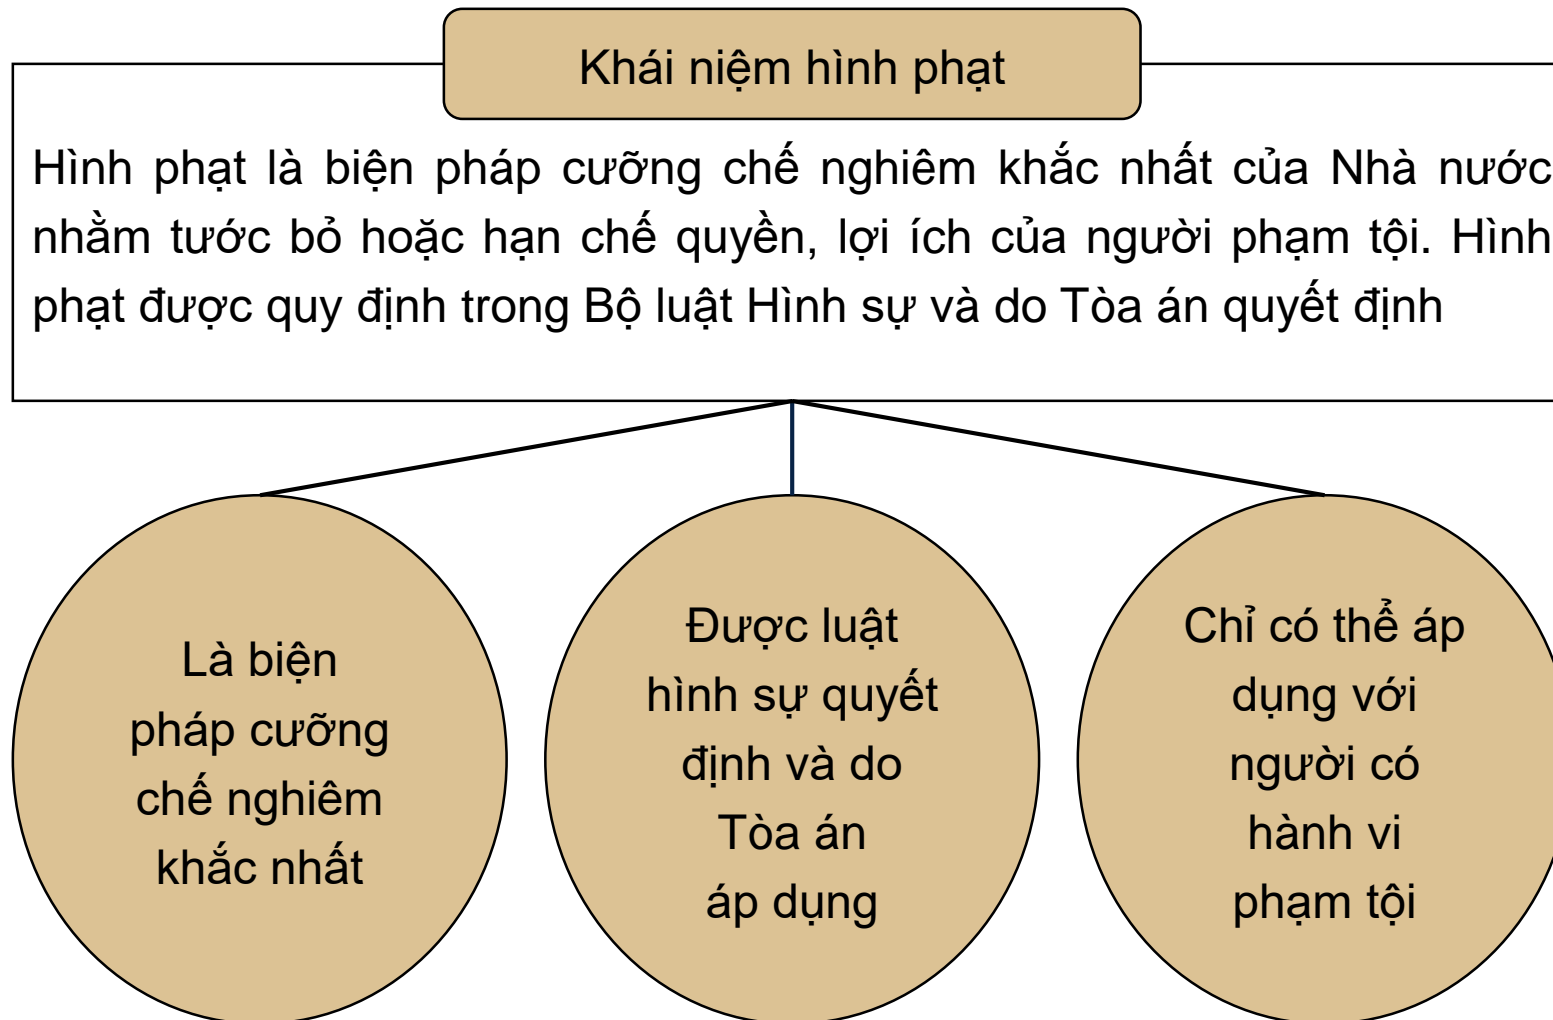 Khái niệm hình phạt
Hình phạt là biện pháp cưỡng chế nghiêm khắc nhất của Nhà nước
nhằm tước bỏ hoặc hạn chế quyền, lợi ích của người phạm tội. Hình
phạt được quy định trong Bộ luật Hình sự và do Tòa án quyết định
Là biện
pháp cưỡng
chế nghiêm
khắc nhất
Được luật
hình sự quyết
định và do
Tòa án
áp dụng
Chỉ có thể áp
dụng với
người có
hành vi
phạm tội